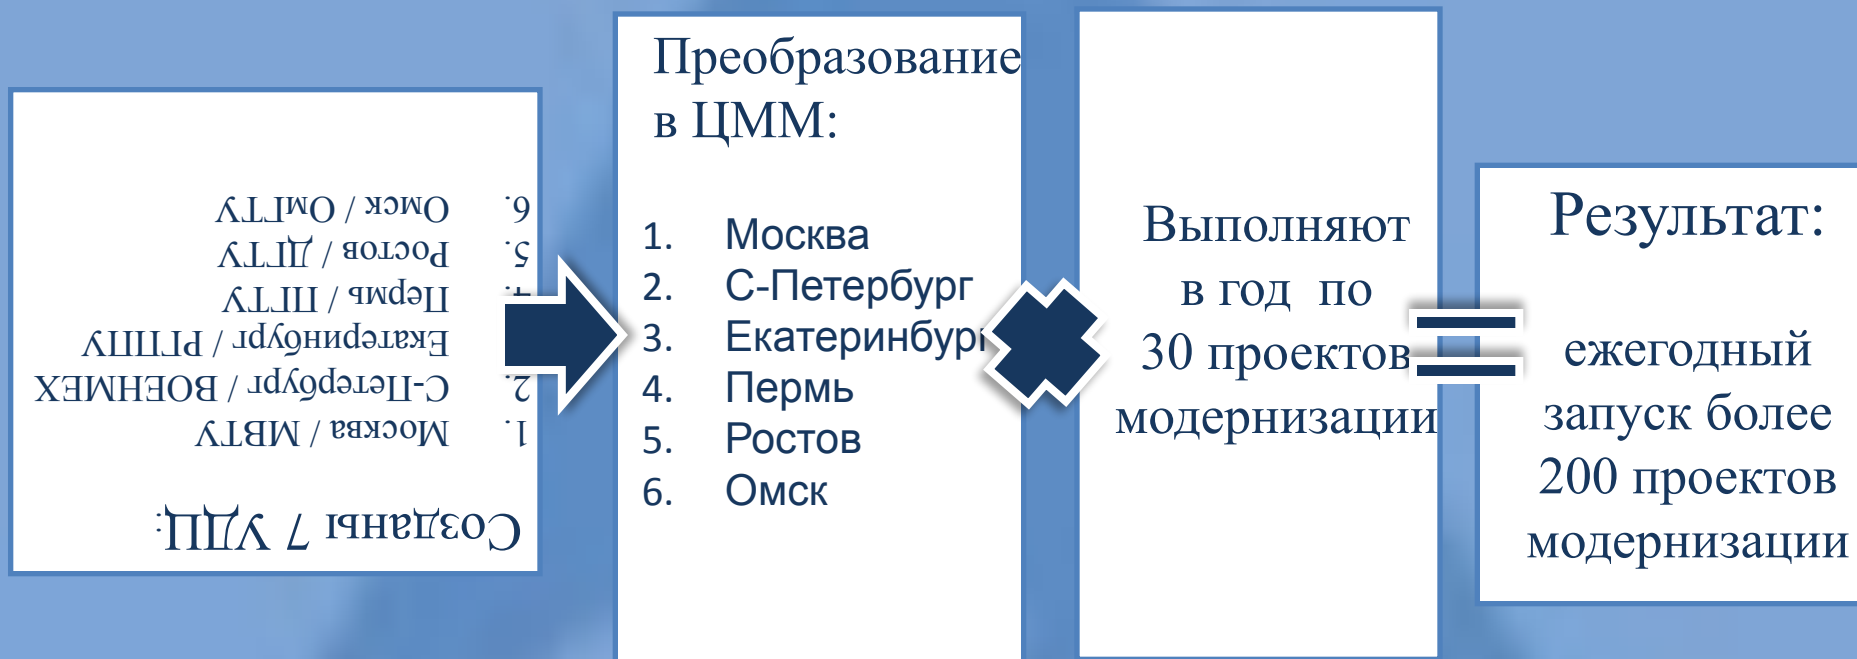 Созданы 7 УДЦ:
1. Москва / МВТУ
2. С-Петербург / ВОЕНМЕХ
Екатеринбург / РГППУ
4. Пермь / ПГТУ
5. Ростов / ДГТУ
6. Омск / ОмГТУ
Преобразование
в ЦММ:
1. Москва
2. С-Петербург
3. Екатеринбург
4. Пермь
5. Ростов
6. Омск
Выполняют
в год по
30 проектов
модернизации
Результат:
ежегодный
запуск более
200 проектов
модернизации